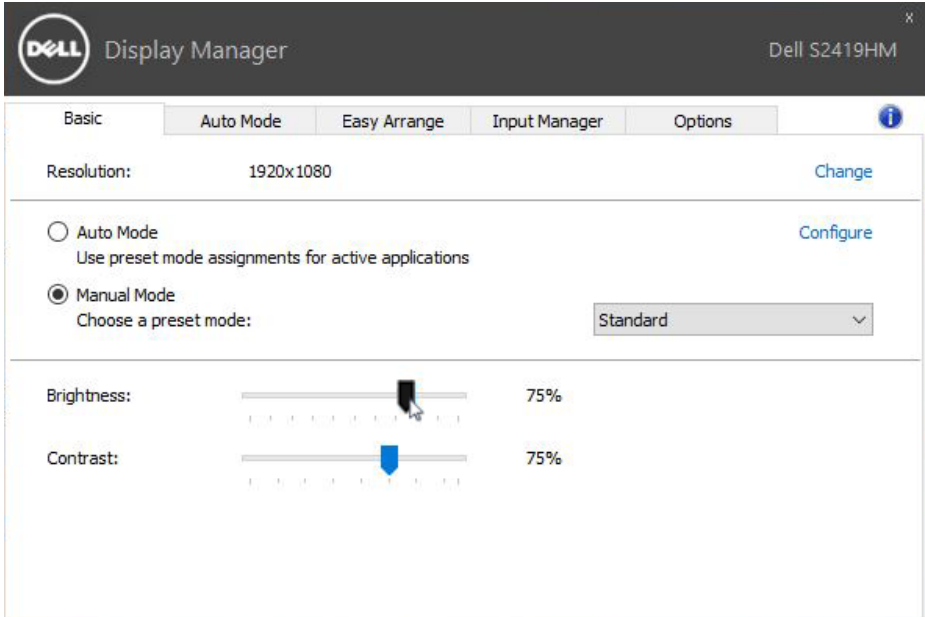 x
DELL Display Manager Dell S2419HM
Basic Auto Mode Easy Arrange Input Manager Options
Resolution: 1920x1080 Change
Auto Mode Configure
Use preset mode assignments for active applications
Manual Mode
Choose a preset mode: Standard
Brightness: 75%
Contrast: 75%